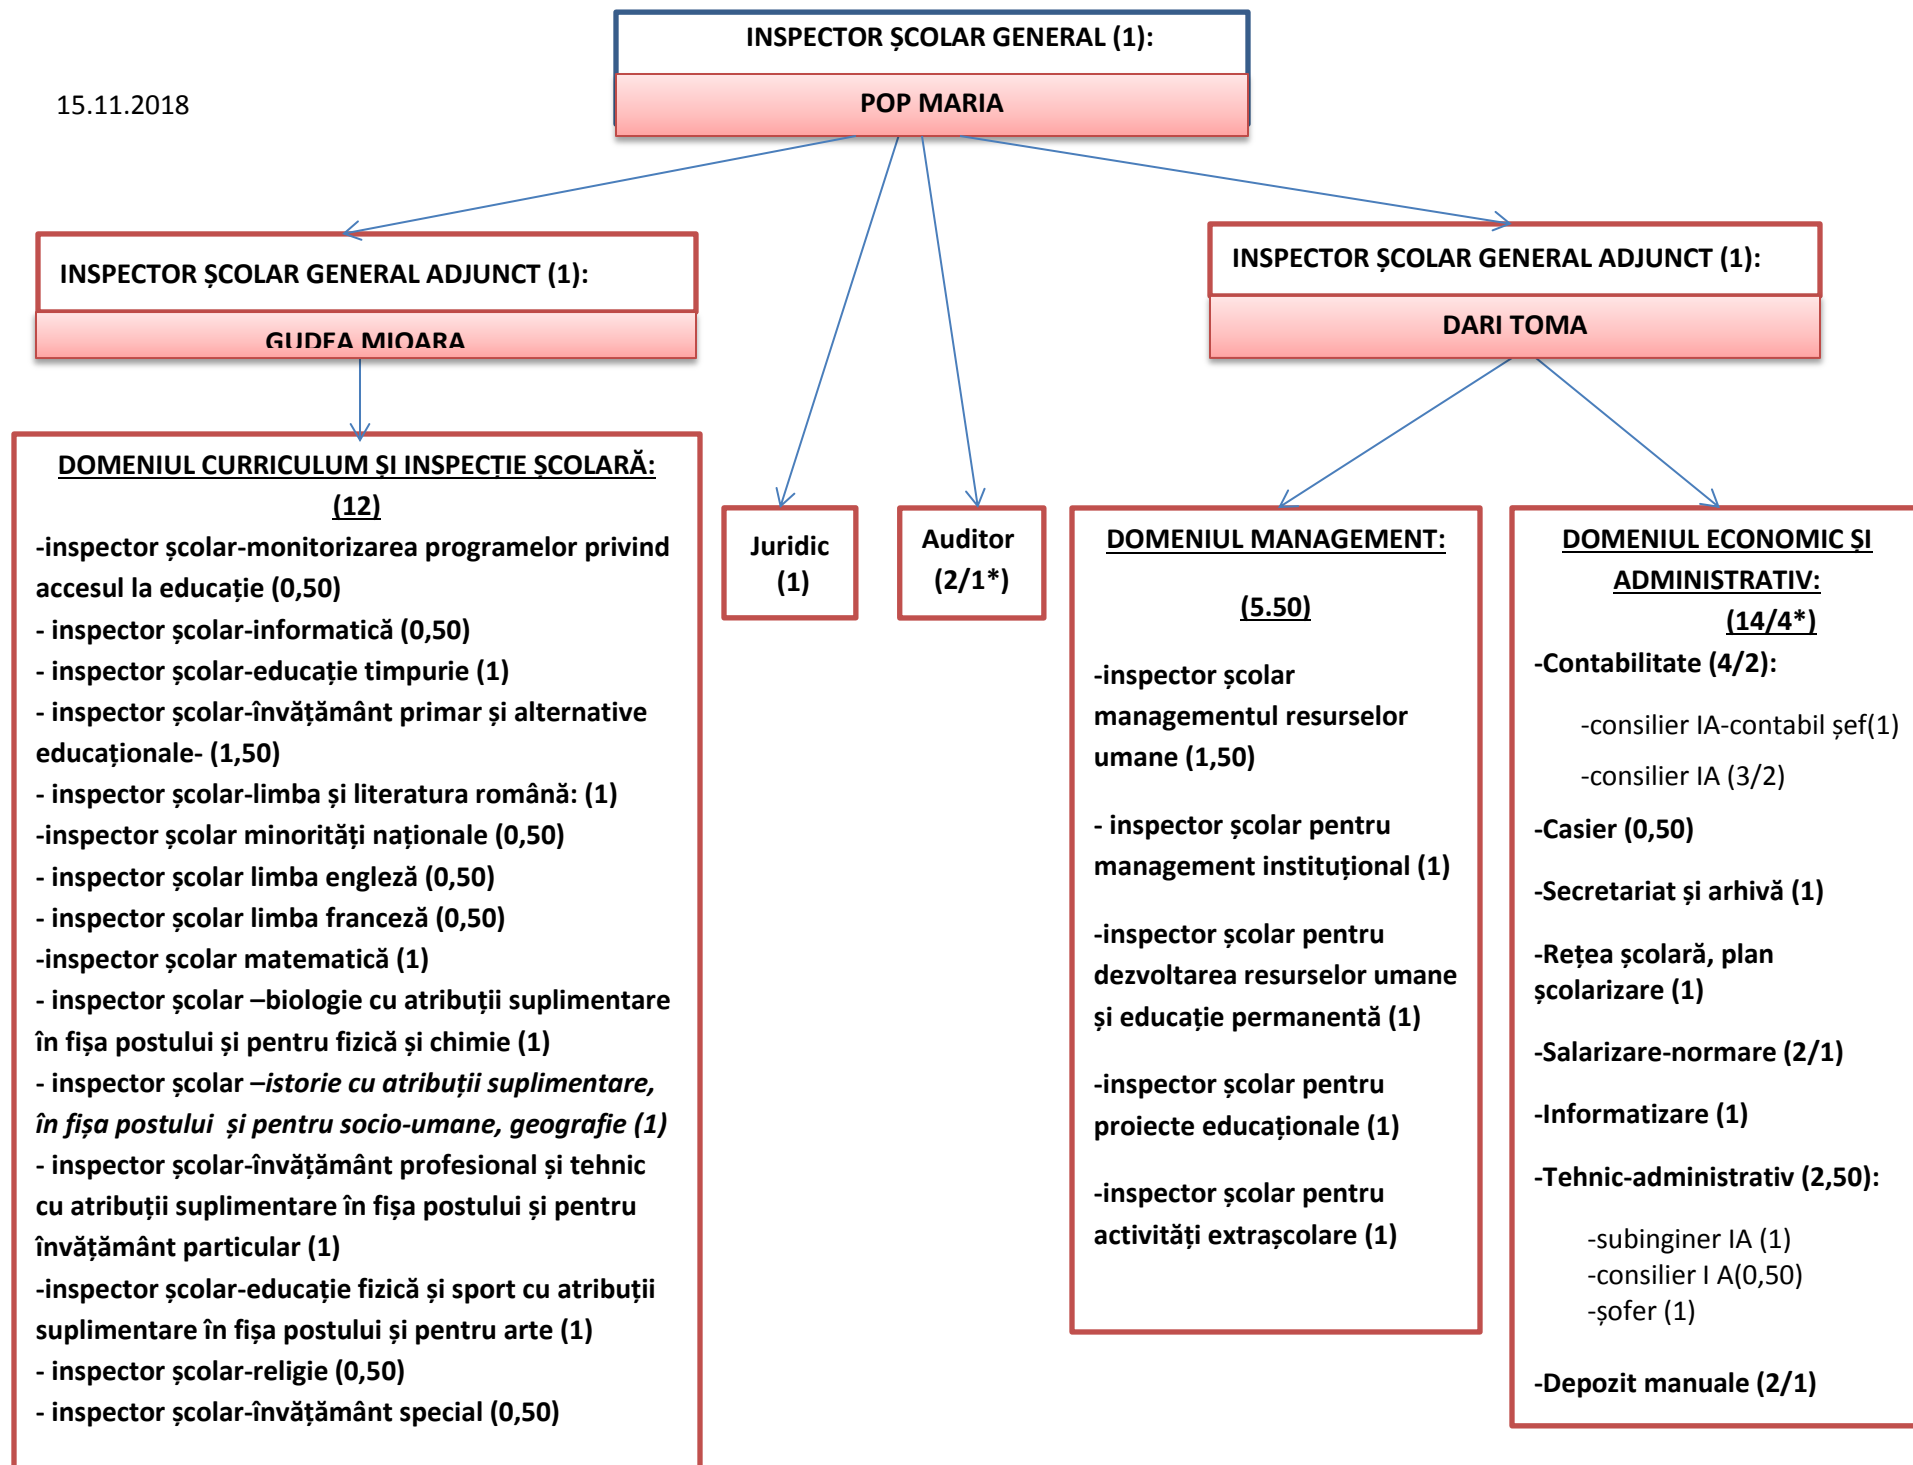 INSPECTOR ȘCOLAR GENERAL (1):
POP MARIA
15.11.2018
INSPECTOR ȘCOLAR GENERAL ADJUNCT (1):
GUDEA MIOARA
INSPECTOR ȘCOLAR GENERAL ADJUNCT (1):
DARI TOMA
DOMENIUL CURRICULUM ȘI INSPECȚIE ȘCOLARĂ:
(12)
-inspector școlar-monitorizarea programelor privind
accesul la educație (0,50)
- inspector școlar-informatică (0,50)
- inspector școlar-educație timpurie (1)
- inspector școlar-învățământ primar și alternative
educaționale- (1,50)
- inspector școlar-limba și literatura română: (1)
-inspector școlar minorități naționale (0,50)
- inspector școlar limba engleză (0,50)
- inspector școlar limba franceză (0,50)
-inspector școlar matematică (1)
- inspector școlar –biologie cu atribuții suplimentare
în fișa postului și pentru fizică și chimie (1)
- inspector școlar –istorie cu atribuții suplimentare,
în fișa postului  și pentru socio-umane, geografie (1)
- inspector școlar-învățământ profesional și tehnic
cu atribuții suplimentare în fișa postului și pentru
învățământ particular (1)
-inspector școlar-educație fizică și sport cu atribuții
suplimentare în fișa postului și pentru arte (1)
- inspector școlar-religie (0,50)
- inspector școlar-învățământ special (0,50)
Juridic
(1)
Auditor
(2/1*)
DOMENIUL MANAGEMENT:
(5.50)
-inspector școlar
managementul resurselor
umane (1,50)
- inspector școlar pentru
management instituțional (1)
-inspector școlar pentru
dezvoltarea resurselor umane
și educație permanentă (1)
-inspector școlar pentru
proiecte educaționale (1)
-inspector școlar pentru
activități extrașcolare (1)
DOMENIUL ECONOMIC ȘI
ADMINISTRATIV:
(14/4*)
-Contabilitate (4/2):
-consilier IA-contabil șef(1)
-consilier IA (3/2)
-Casier (0,50)
-Secretariat și arhivă (1)
-Rețea școlară, plan
școlarizare (1)
-Salarizare-normare (2/1)
-Informatizare (1)
-Tehnic-administrativ (2,50):
-subinginer IA (1)
-consilier I A(0,50)
-șofer (1)
-Depozit manuale (2/1)